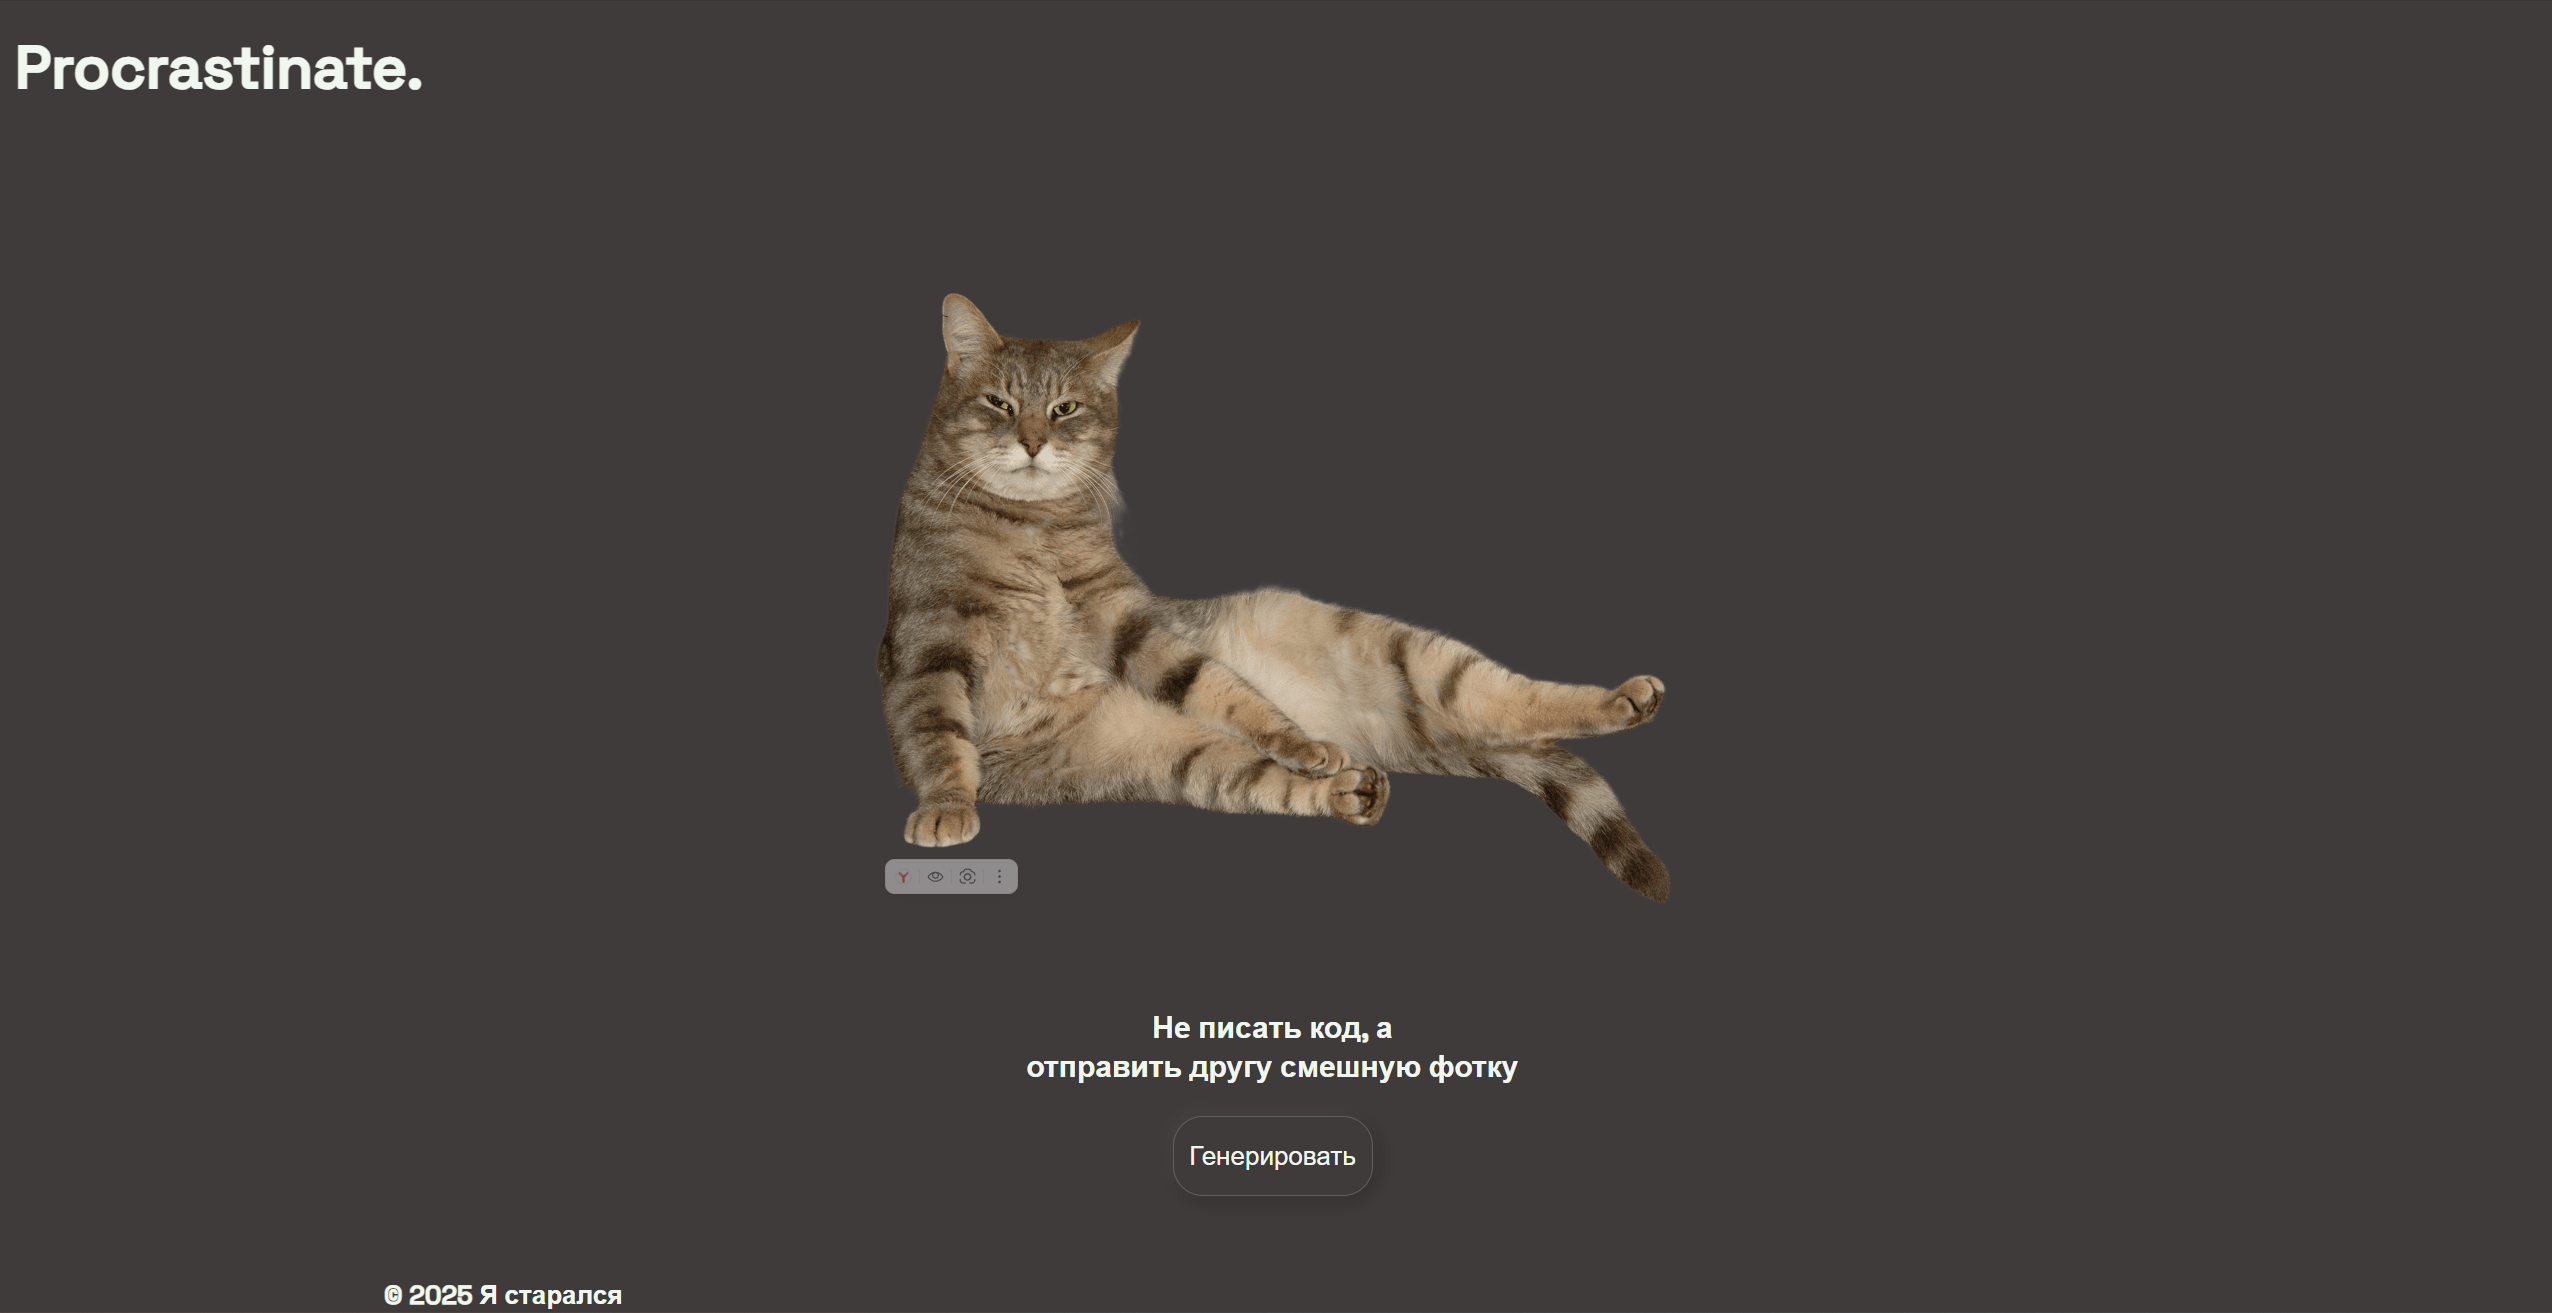 Procrastinate.
Не писать код, а
отправить другу смешную фотку
Генерировать
© 2025 Я старался